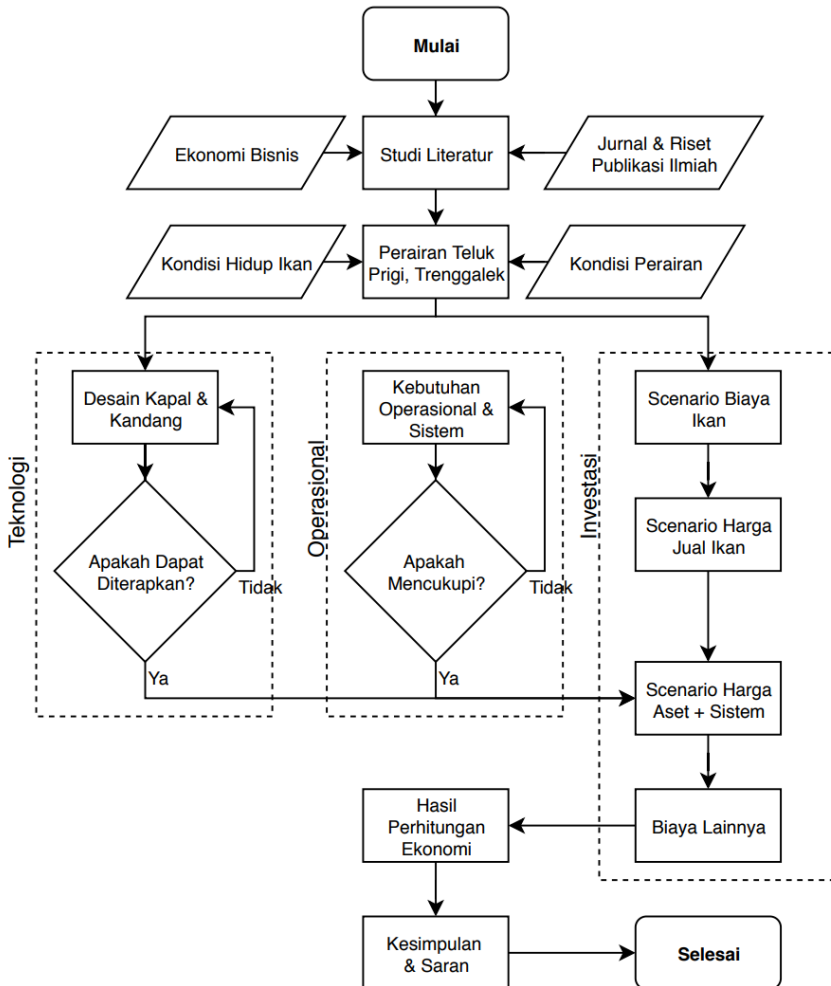 Mulai
Ekonomi Bisnis
Studi Literatur
Jurnal & Riset
Publikasi Ilmiah
Kondisi Hidup Ikan
Perairan Teluk
Prigi, Trenggalek
Kondisi Perairan
Teknologi
Desain Kapal &
Kandang
Apakah Dapat
Diterapkan?
Tidak
Ya
Operasional
Kebutuhan
Operasional &
Sistem
Apakah
Mencukupi?
Tidak
Ya
Investasi
Scenario Biaya
Ikan
Scenario Harga
Jual Ikan
Scenario Harga
Aset + Sistem
Biaya Lainnya
Hasil
Perhitungan
Ekonomi
Kesimpulan
& Saran
Selesai